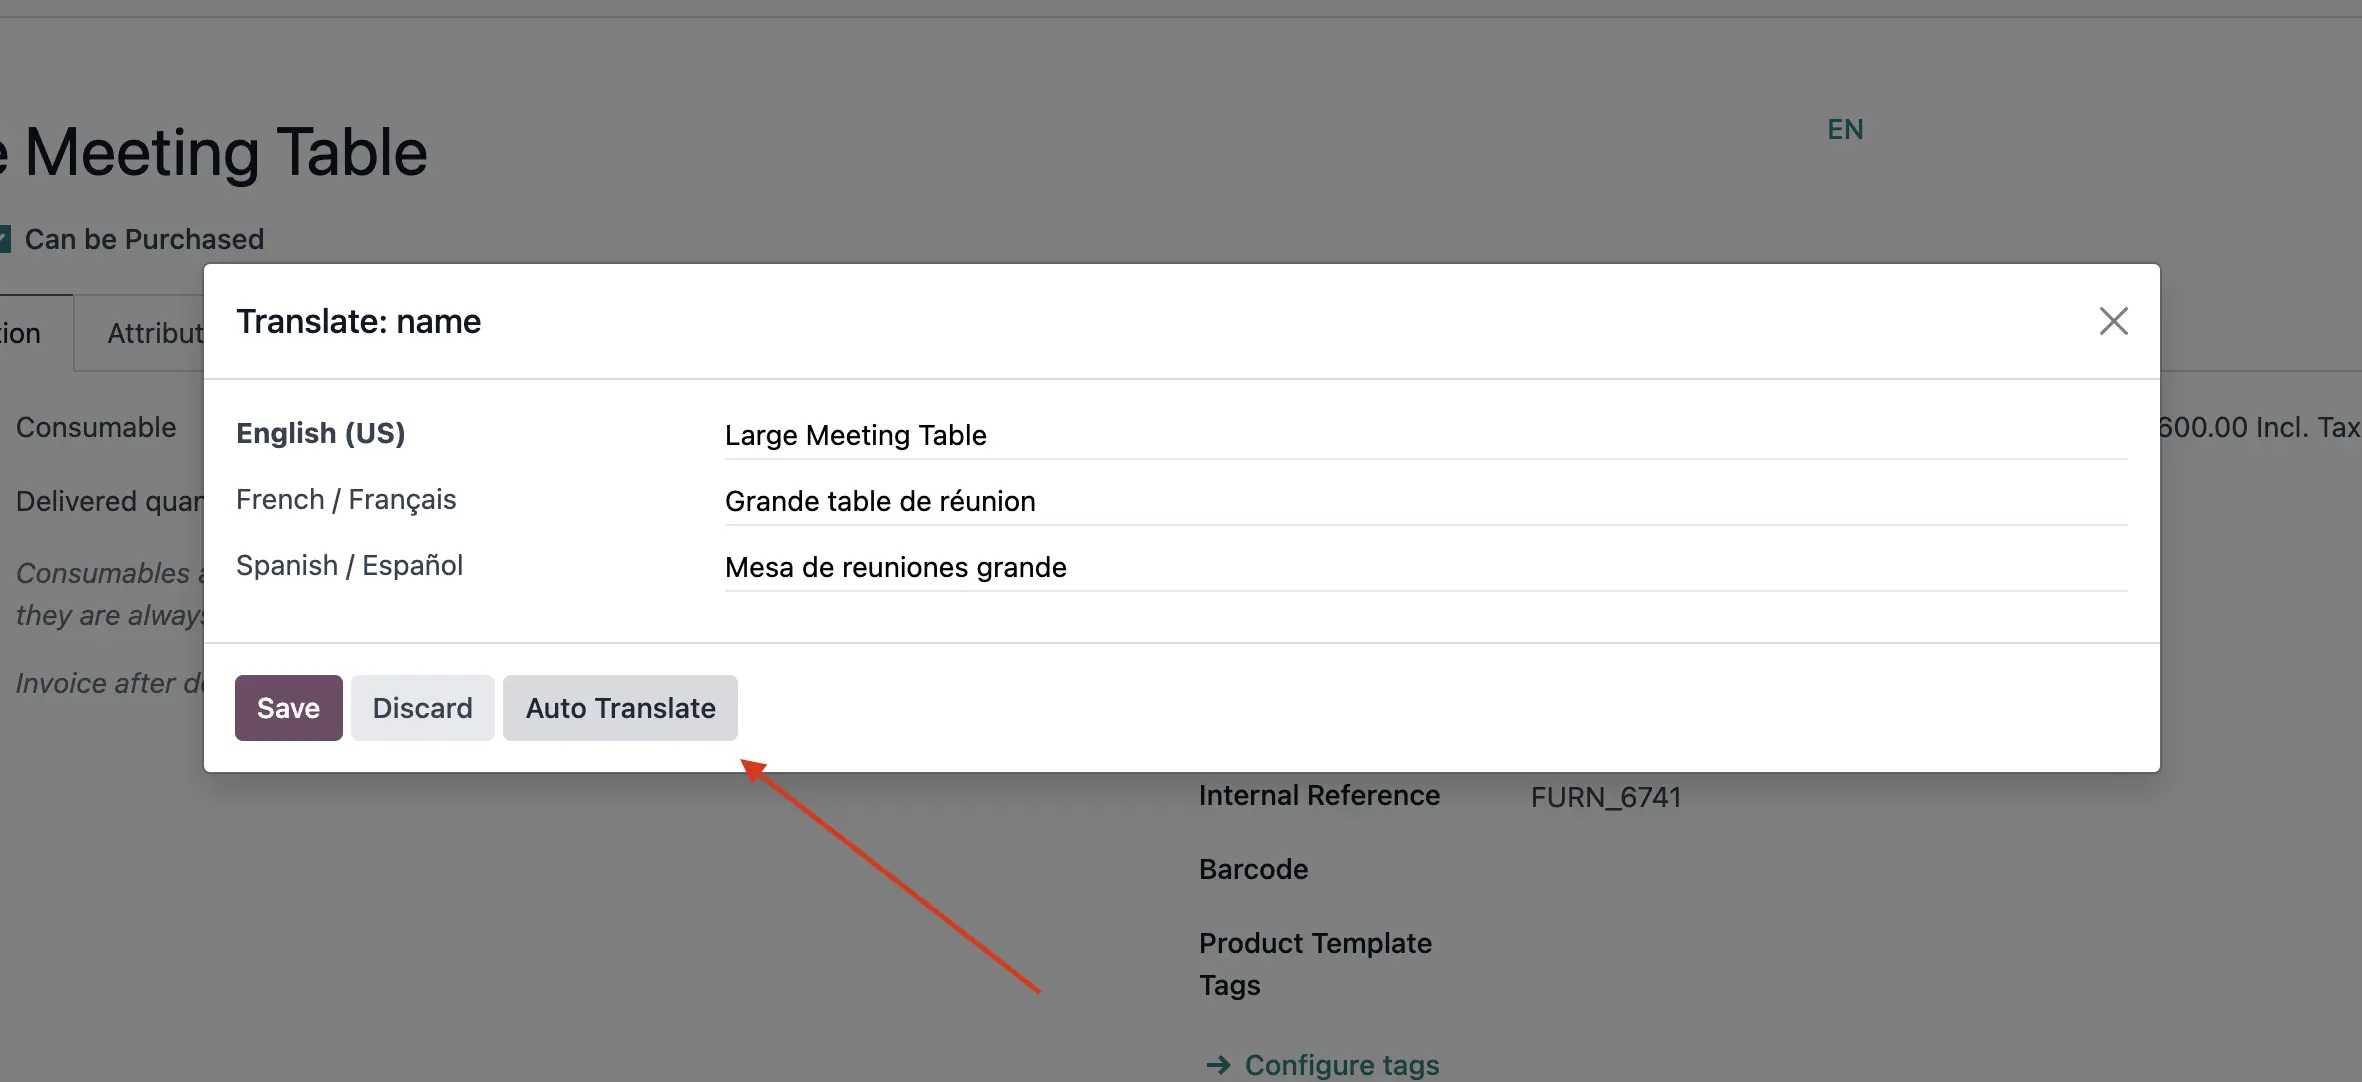 EN
Meeting Table
Can be Purchased
Translate: name
Attribut
Consumable
English (US)
Large Meeting Table
600.00 Incl. Tax
Delivered quan
French / Français
Grande table de réunion
Spanish / Español
Mesa de reuniones grande
Consumables a
they are always
Invoice after de
Save
Discard
Auto Translate
Internal Reference
FURN_6741
Barcode
Product Template
Tags
→ Configure tags